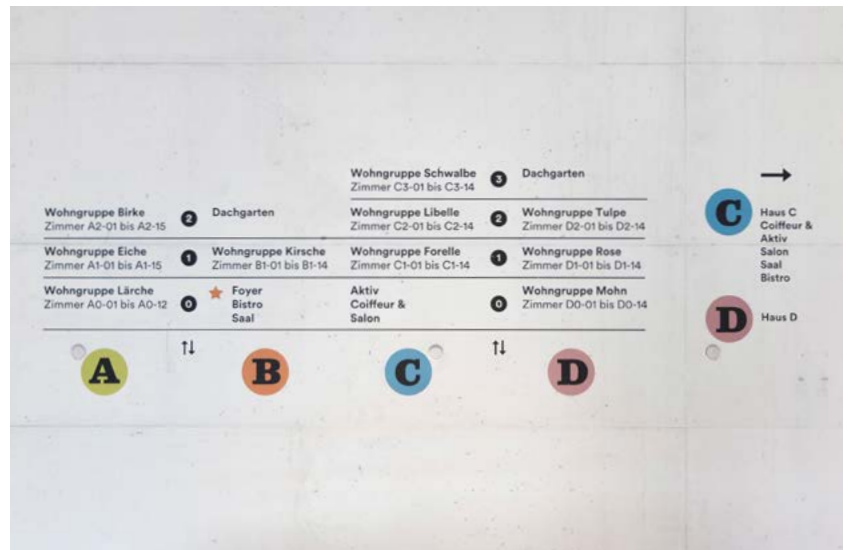 Wohngruppe Schwalbe
Zimmer C3-01 bis C3-14
3
Dachgarten
Wohngruppe Birke
Zimmer A2-01 bis A2-15
2
Dachgarten
Wohngruppe Libelle
Zimmer C2-01 bis C2-14
2
Wohngruppe Tulpe
Zimmer D2-01 bis D2-14
Wohngruppe Eiche
Zimmer A1-01 bis A1-15
1
Wohngruppe Kirsche
Zimmer B1-01 bis B1-14
Wohngruppe Forelle
Zimmer C1-01 bis C1-14
1
Wohngruppe Rose
Zimmer D1-01 bis D1-14
Wohngruppe Lärche
Zimmer A0-01 bis A0-12
0
Foyer
Bistro
Saal
Aktiv
Coiffeur &
Salon
0
Wohngruppe Mohn
Zimmer D0-01 bis D0-14
↑↓
↑↓
A
B
C
D
→
C
Haus C
Coiffeur &
Aktiv
Salon
Saal
Bistro
D
Haus D